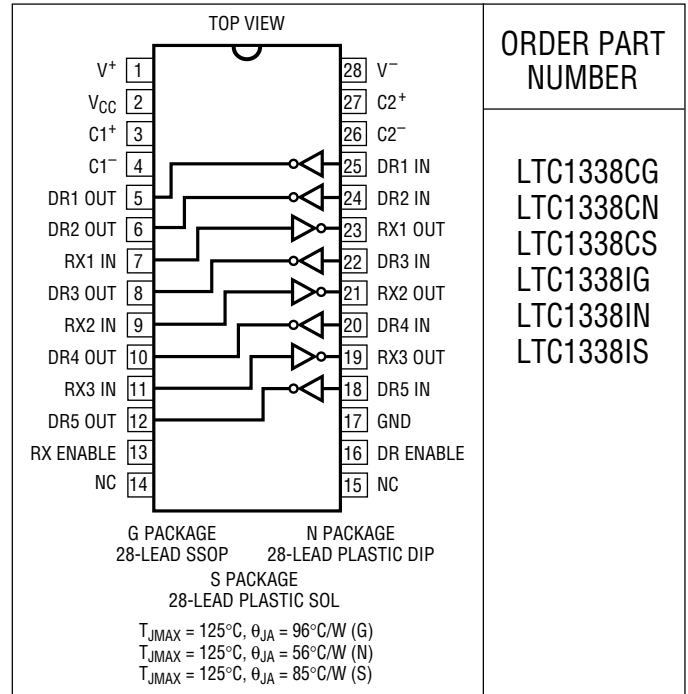 TOP VIEW
V+ 1
VCC 2
C1+ 3
C1− 4
DR1 OUT 5
DR2 OUT 6
RX1 IN 7
DR3 OUT 8
RX2 IN 9
DR4 OUT 10
RX3 IN 11
DR5 OUT 12
RX ENABLE 13
NC 14
28 V−
27 C2+
26 C2−
25 DR1 IN
24 DR2 IN
23 RX1 OUT
22 DR3 IN
21 RX2 OUT
20 DR4 IN
19 RX3 OUT
18 DR5 IN
17 GND
16 DR ENABLE
15 NC
G PACKAGE
28-LEAD SSOP
N PACKAGE
28-LEAD PLASTIC DIP
S PACKAGE
28-LEAD PLASTIC SOL
TJMAX = 125°C, θJA = 96°C/W (G)
TJMAX = 125°C, θJA = 56°C/W (N)
TJMAX = 125°C, θJA = 85°C/W (S)
ORDER PART
NUMBER
LTC1338CG
LTC1338CN
LTC1338CS
LTC1338IG
LTC1338IN
LTC1338IS